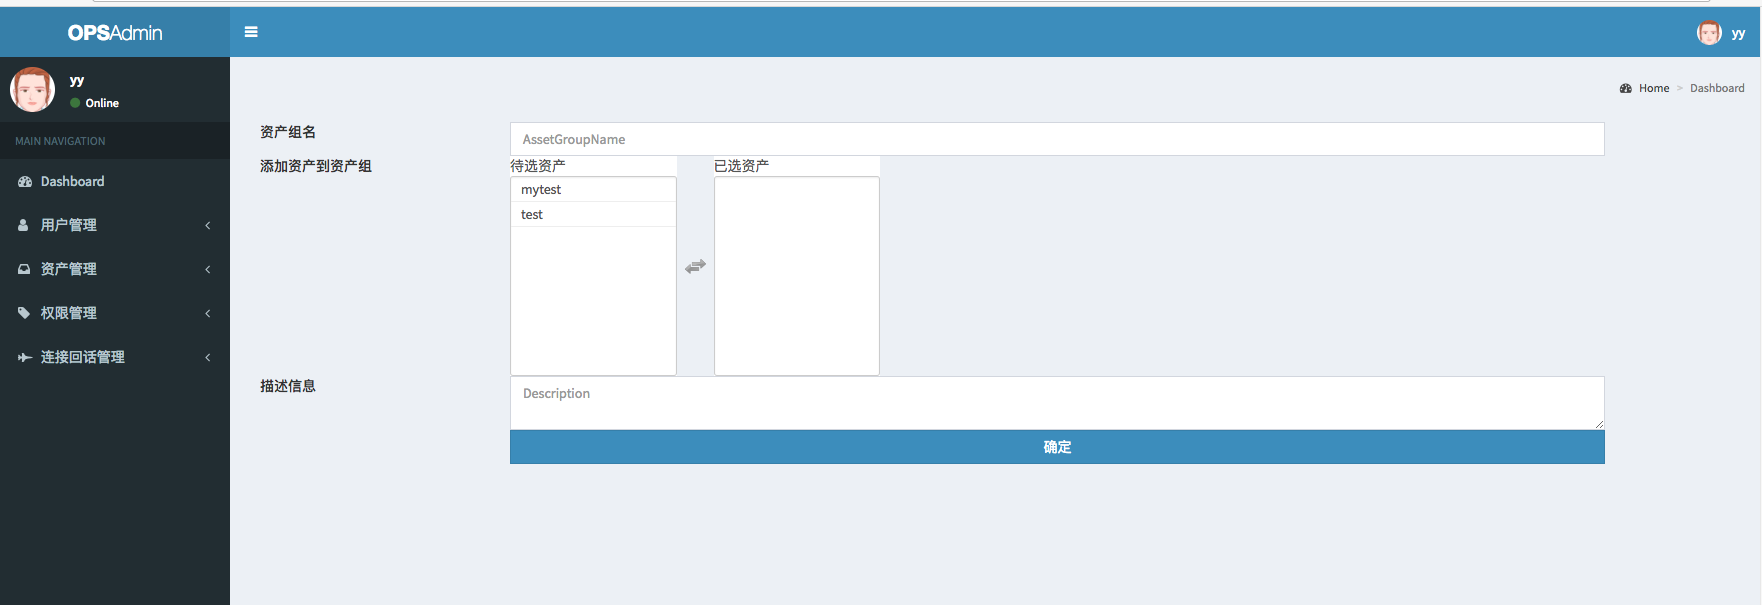 OPSAdmin
yy
yy
Online
MAIN NAVIGATION
Dashboard
用户管理
资产管理
权限管理
连接回话管理
Home > Dashboard
资产组名
AssetGroupName
添加资产到资产组
待选资产
已选资产
mytest
test
描述信息
Description
确定